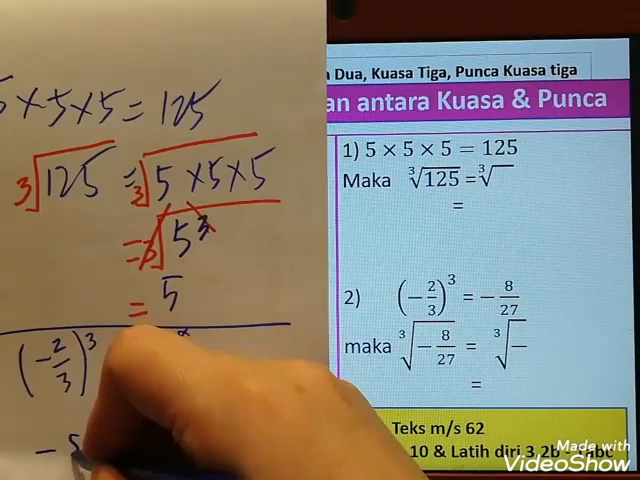 5 × 5 × 5 = 125
∛125 = ∛5 × 5 × 5
= ∛5³
= 5
(-2/3)³
- 8
Dua, Kuasa Tiga, Punca Kuasa tiga
antara Kuasa & Punca
1) 5 × 5 × 5 = 125
Maka ∛125 = ∛
=
2) (-2/3)³ = -8/27
maka ∛-8/27 = ∛–
=
Teks m/s 62
10 & Latih diri 3.2b -
Made with
VideoShow